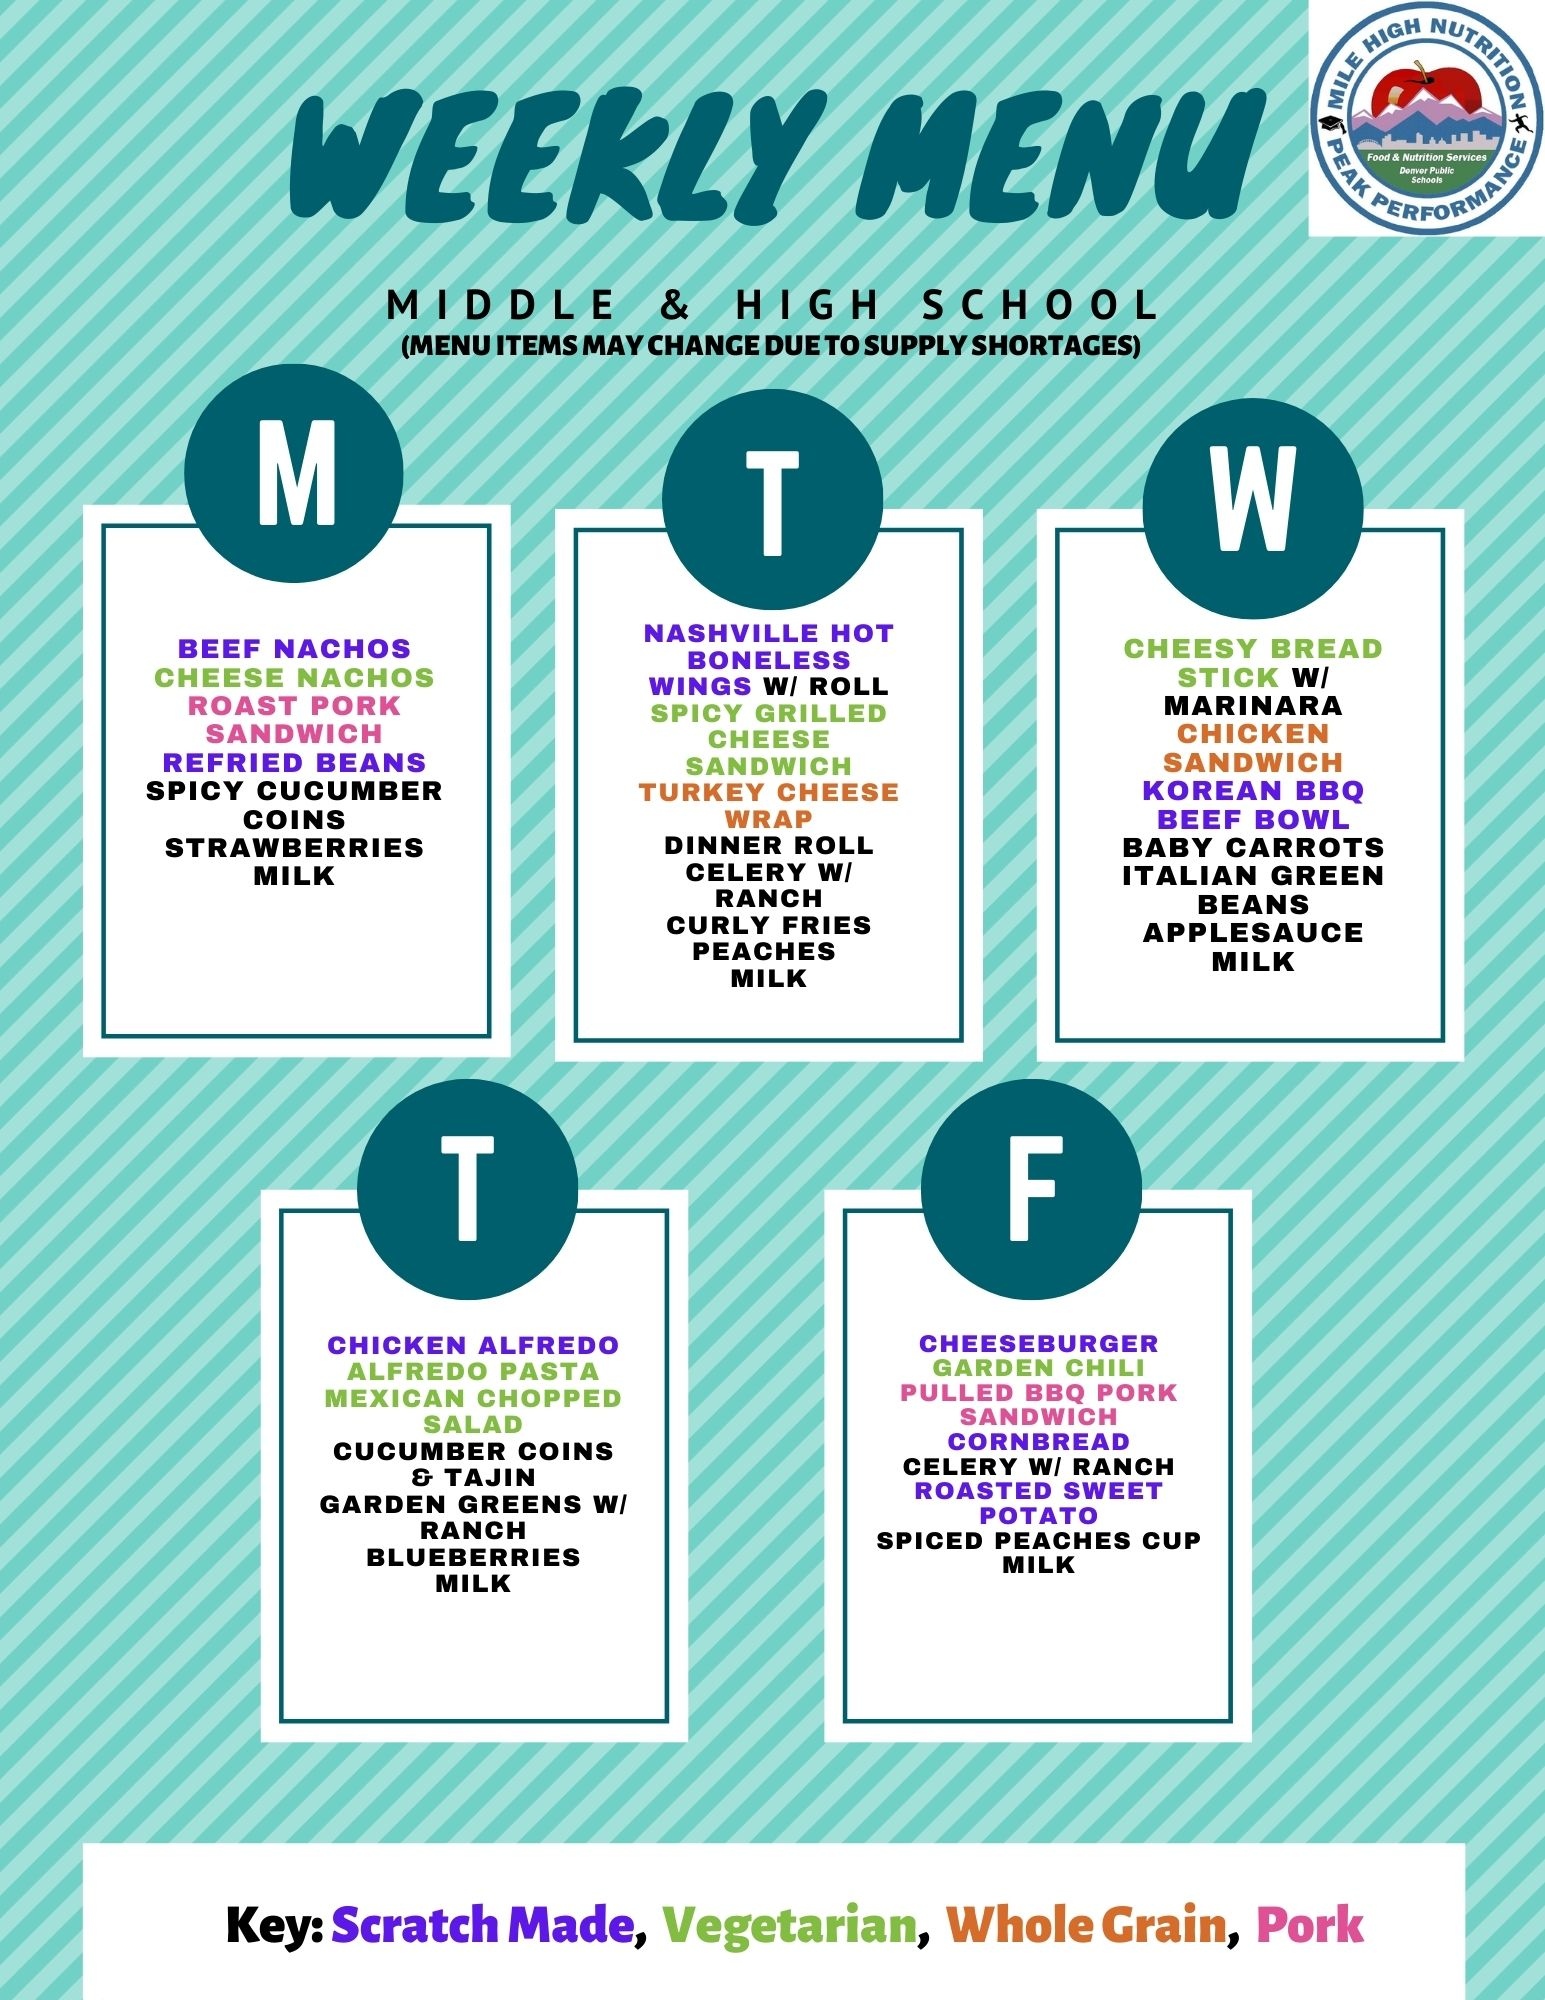 MILE HIGH NUTRITION
Food & Nutrition Services
Denver Public
Schools
PEAK PERFORMANCE
WEEKLY MENU
MIDDLE & HIGH SCHOOL
(MENU ITEMS MAY CHANGE DUE TO SUPPLY SHORTAGES)
M
BEEF NACHOS
CHEESE NACHOS
ROAST PORK
SANDWICH
REFRIED BEANS
SPICY CUCUMBER
COINS
STRAWBERRIES
MILK
T
NASHVILLE HOT
BONELESS
WINGS W/ ROLL
SPICY GRILLED
CHEESE
SANDWICH
TURKEY CHEESE
WRAP
DINNER ROLL
CELERY W/
RANCH
CURLY FRIES
PEACHES
MILK
W
CHEESY BREAD
STICK W/
MARINARA
CHICKEN
SANDWICH
KOREAN BBQ
BEEF BOWL
BABY CARROTS
ITALIAN GREEN
BEANS
APPLESAUCE
MILK
T
CHICKEN ALFREDO
ALFREDO PASTA
MEXICAN CHOPPED
SALAD
CUCUMBER COINS
& TAJIN
GARDEN GREENS W/
RANCH
BLUEBERRIES
MILK
F
CHEESEBURGER
GARDEN CHILI
PULLED BBQ PORK
SANDWICH
CORNBREAD
CELERY W/ RANCH
ROASTED SWEET
POTATO
SPICED PEACHES CUP
MILK
Key: Scratch Made, Vegetarian, Whole Grain, Pork